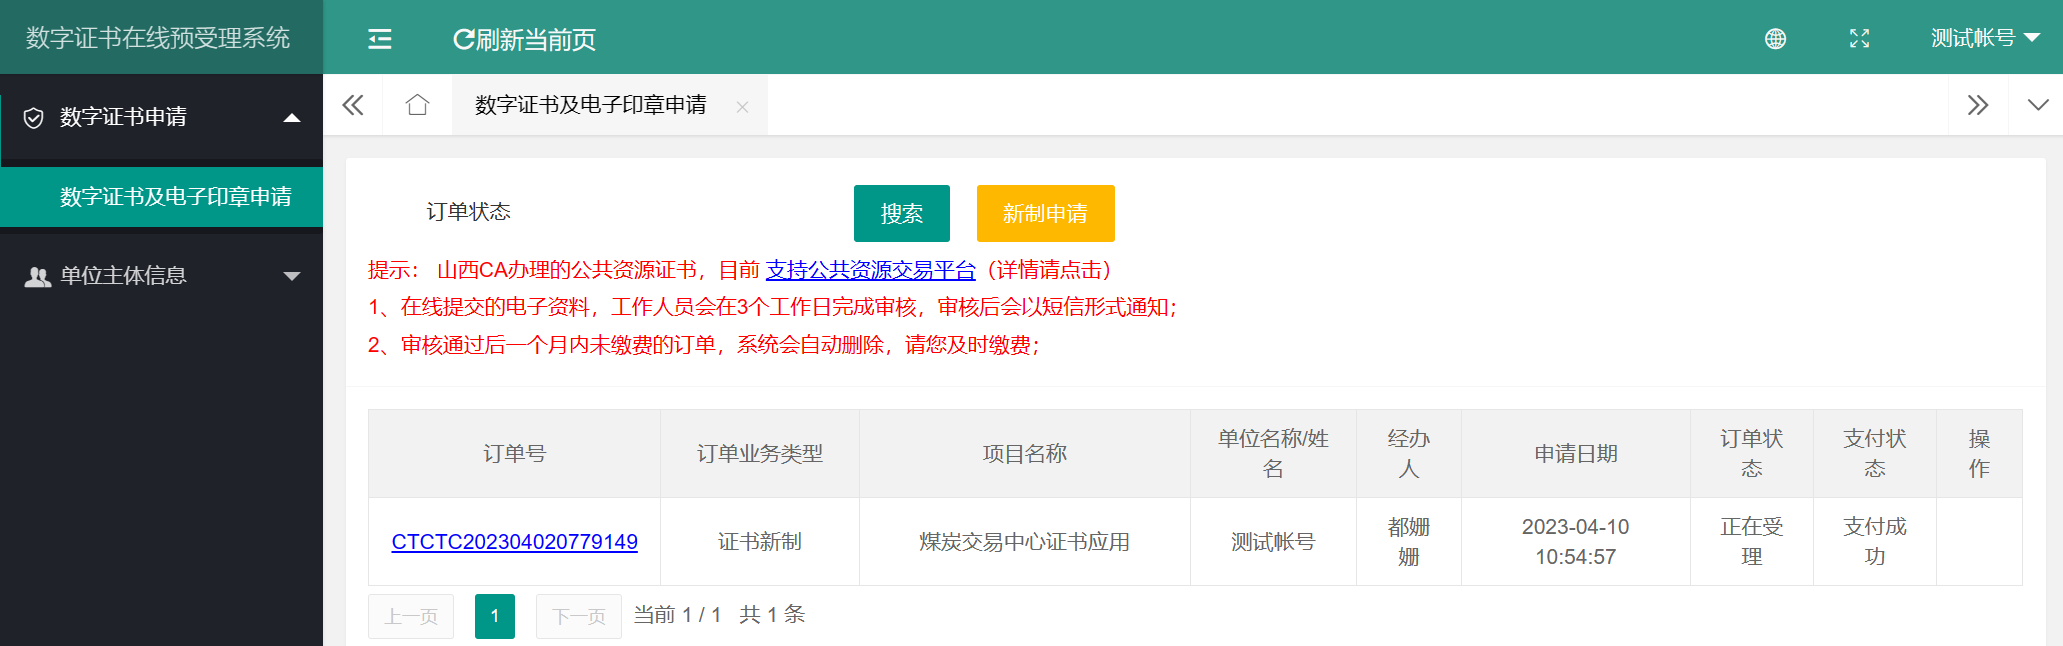 数字证书在线预受理系统
刷新当前页
测试帐号
数字证书申请
数字证书及电子印章申请
单位主体信息
数字证书及电子印章申请
订单状态
搜索
新制申请
提示： 山西CA办理的公共资源证书，目前 支持公共资源交易平台（详情请点击）
1、在线提交的电子资料，工作人员会在3个工作日完成审核，审核后会以短信形式通知；
2、审核通过后一个月内未缴费的订单，系统会自动删除，请您及时缴费；
订单号 订单业务类型 项目名称 单位名称/姓名 经办人 申请日期 订单状态 支付状态 操作
CTCTC202304020779149 证书新制 煤炭交易中心证书应用 测试帐号 都姗姗 2023-04-10 10:54:57 正在受理 支付成功
上一页 1 下一页 当前 1 / 1 共 1 条